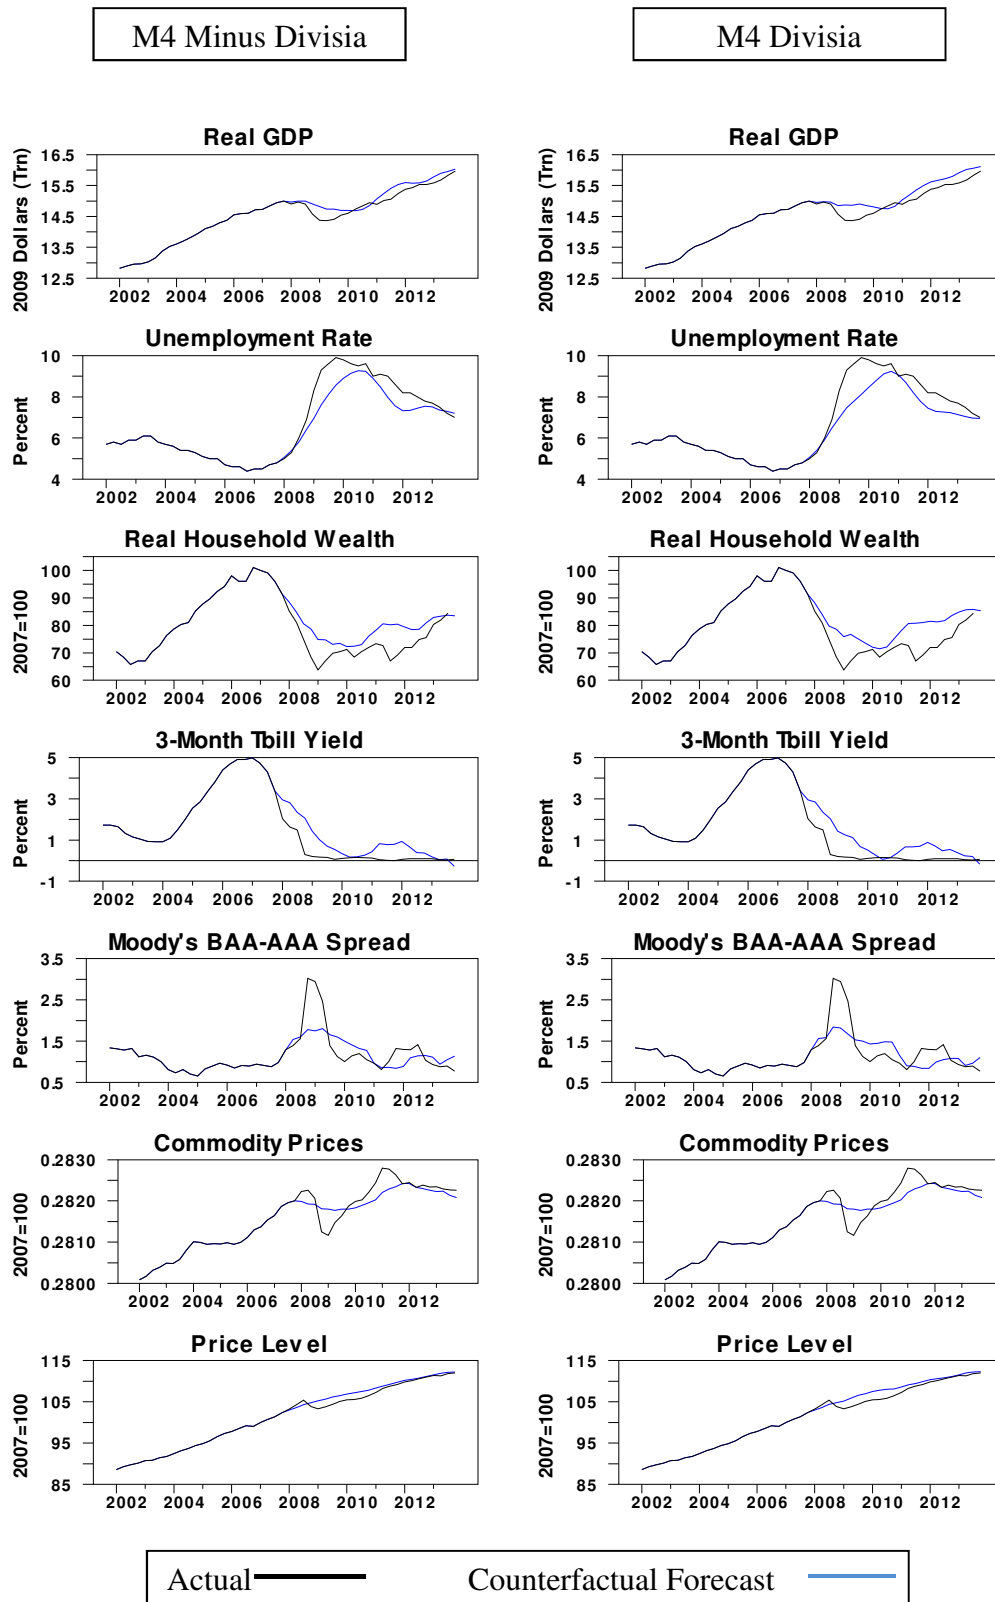 M4 Minus Divisia
M4 Divisia
Real GDP
2009 Dollars (Trn)
16.5
15.5
14.5
13.5
12.5
2002 2004 2006 2008 2010 2012
Real GDP
2009 Dollars (Trn)
16.5
15.5
14.5
13.5
12.5
2002 2004 2006 2008 2010 2012
Unemployment Rate
Percent
10
8
6
4
2002 2004 2006 2008 2010 2012
Unemployment Rate
Percent
10
8
6
4
2002 2004 2006 2008 2010 2012
Real Household Wealth
2007=100
100
90
80
70
60
2002 2004 2006 2008 2010 2012
Real Household Wealth
2007=100
100
90
80
70
60
2002 2004 2006 2008 2010 2012
3-Month Tbill Yield
Percent
5
3
1
-1
2002 2004 2006 2008 2010 2012
3-Month Tbill Yield
Percent
5
3
1
-1
2002 2004 2006 2008 2010 2012
Moody's BAA-AAA Spread
Percent
3.5
2.5
1.5
0.5
2002 2004 2006 2008 2010 2012
Moody's BAA-AAA Spread
Percent
3.5
2.5
1.5
0.5
2002 2004 2006 2008 2010 2012
Commodity Prices
2007=100
0.2830
0.2820
0.2810
0.2800
2002 2004 2006 2008 2010 2012
Commodity Prices
2007=100
0.2830
0.2820
0.2810
0.2800
2002 2004 2006 2008 2010 2012
Price Level
2007=100
115
105
95
85
2002 2004 2006 2008 2010 2012
Price Level
2007=100
115
105
95
85
2002 2004 2006 2008 2010 2012
Actual Counterfactual Forecast